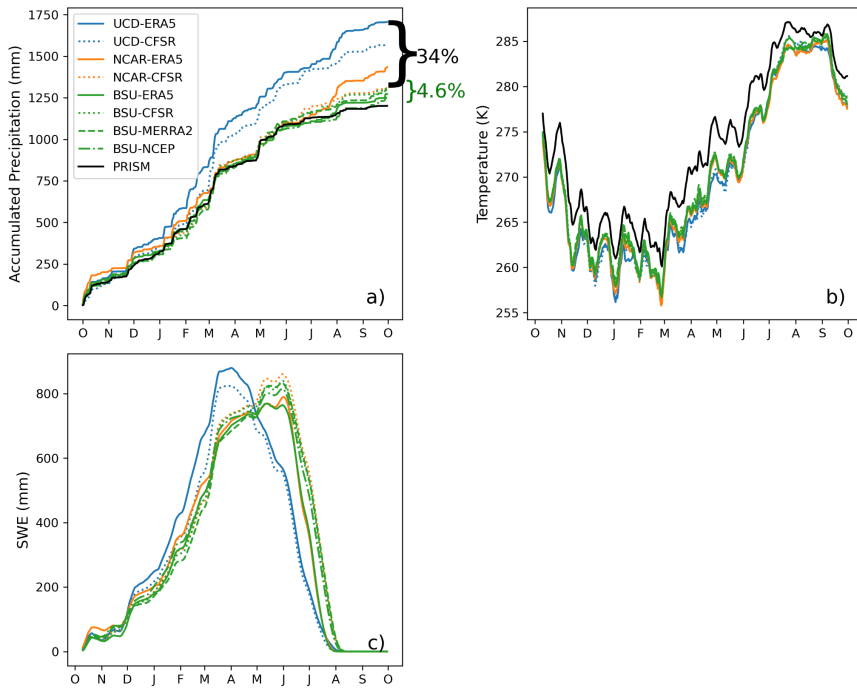 1750
1500
1250
1000
750
500
250
0
Accumulated Precipitation (mm)
UCD-ERA5
UCD-CFSR
NCAR-ERA5
NCAR-CFSR
BSU-ERA5
BSU-CFSR
BSU-MERRA2
BSU-NCEP
PRISM
34%
4.6%
a)
O N D J F M A M J J A S O
285
280
275
270
265
260
255
Temperature (K)
b)
O N D J F M A M J J A S O
800
600
400
200
0
SWE (mm)
c)
O N D J F M A M J J A S O